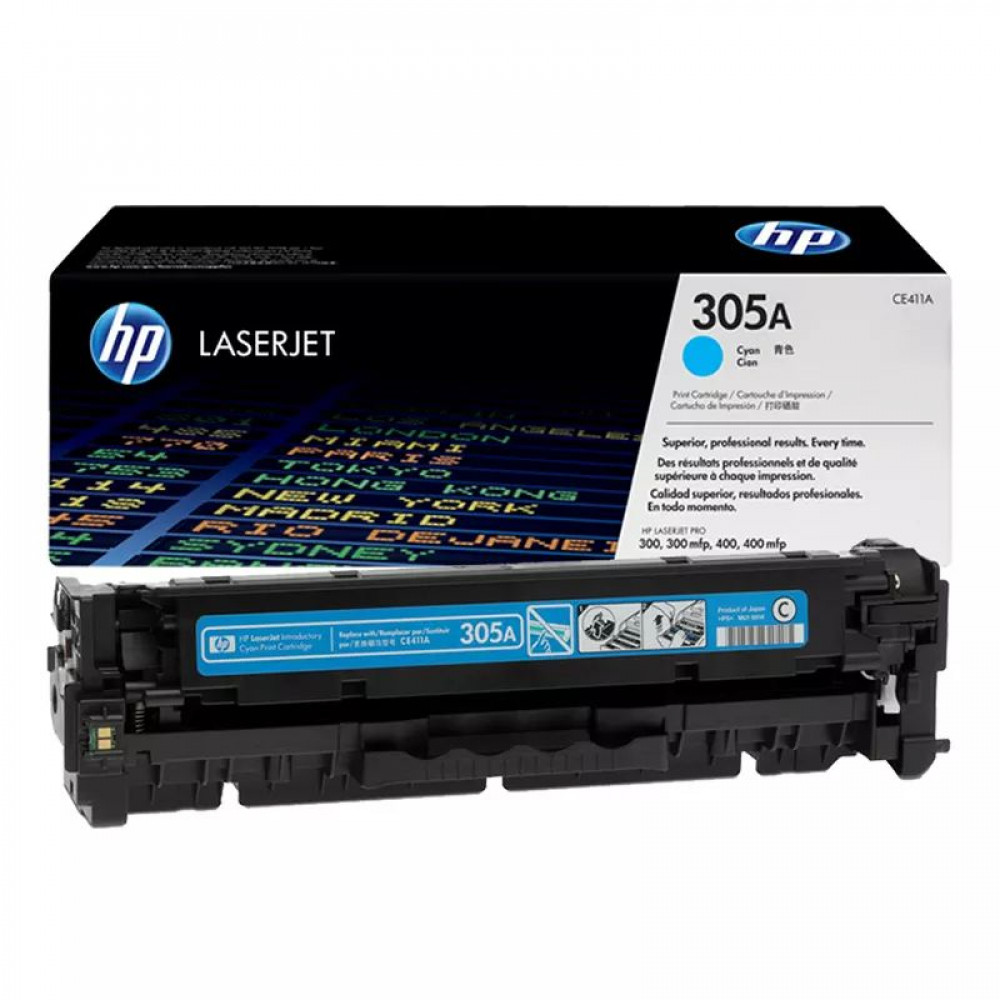 hp
hp
LASERJET
305A
CE411A
Cyan 青色
Cian
Print Cartridge / Cartouche d'Impression /
Cartucho de Impresión / 打印硒鼓
Superior, professional results. Every time.
Des résultats professionnels et de qualité
supérieure à chaque impression.
Calidad superior, resultados profesionales.
En todo momento.
HP LASERJET PRO
300, 300 mfp, 400, 400 mfp
ANGELES
LONDON
MIAMI
PARIS
TOKYO
HONG KONG
NEW YORK
MADRID
RIO DEJANEI
SYDNEY
hp
HP LaserJet Introductory
Cyan Print Cartridge
Replace with/Remplacer par/Sustituir
CE411A
305A
Product of Japan
C